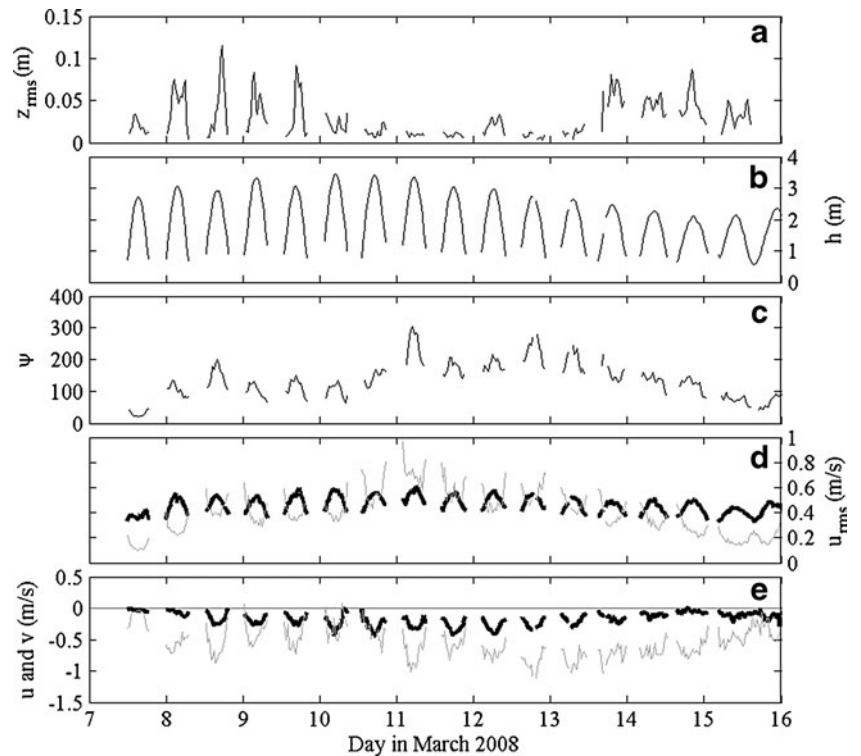 0.15
0.1
0.05
0
z_rms (m)
a
4
3
2
1
0
h (m)
b
400
300
200
100
0
ψ
c
1
0.8
0.6
0.4
0.2
0
u_rms (m/s)
d
0.5
0
-0.5
-1
-1.5
u and v (m/s)
e
7 8 9 10 11 12 13 14 15 16
Day in March 2008